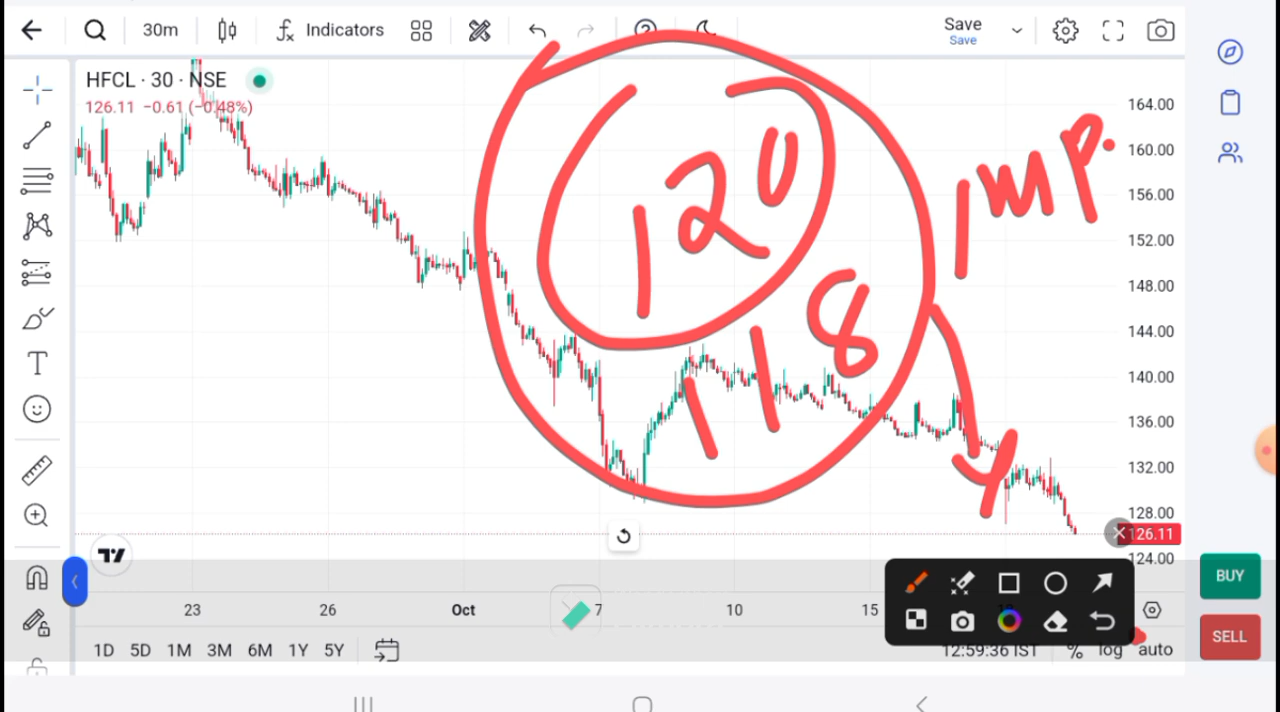 30m
Indicators
Save
Save
HFCL · 30 · NSE
126.11 −0.61 (−0.48%)
120
118
IMP.
164.00
160.00
156.00
152.00
148.00
144.00
140.00
136.00
132.00
128.00
126.11
124.00
23
26
Oct
7
10
15
BUY
SELL
1D 5D 1M 3M 6M 1Y 5Y
12:59:36 IST % log auto